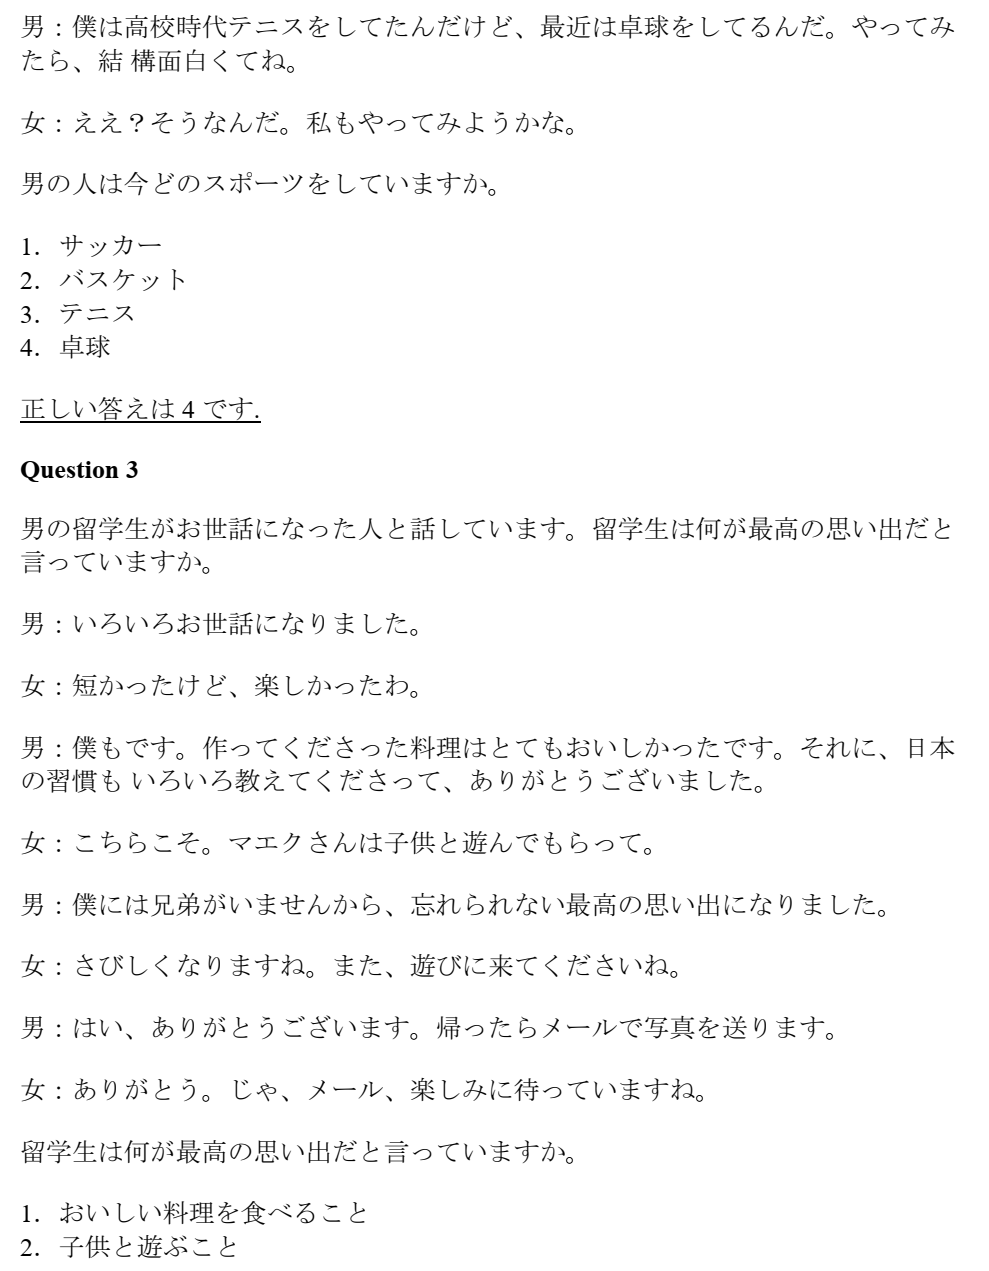 男：僕は高校時代テニスをしてたんだけど、最近は卓球をしてるんだ。やってみ
たら、結 構面白くてね。
女：ええ？そうなんだ。私もやってみようかな。
男の人は今どのスポーツをしていますか。
1. サッカー
2. バスケット
3. テニス
4. 卓球
正しい答えは 4 です.
Question 3
男の留学生がお世話になった人と話しています。留学生は何が最高の思い出だと
言っていますか。
男：いろいろお世話になりました。
女：短かったけど、楽しかったわ。
男：僕もです。作ってくださった料理はとてもおいしかったです。それに、日本
の習慣も いろいろ教えてくださって、ありがとうございました。
女：こちらこそ。マエクさんは子供と遊んでもらって。
男：僕には兄弟がいませんから、忘れられない最高の思い出になりました。
女：さびしくなりますね。また、遊びに来てくださいね。
男：はい、ありがとうございます。帰ったらメールで写真を送ります。
女：ありがとう。じゃ、メール、楽しみに待っていますね。
留学生は何が最高の思い出だと言っていますか。
1. おいしい料理を食べること
2. 子供と遊ぶこと